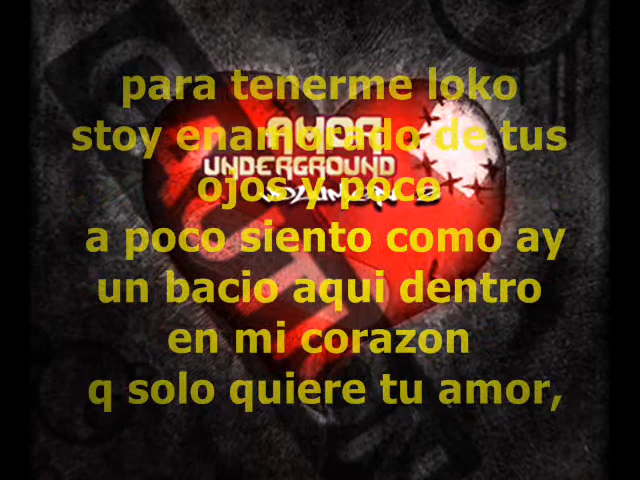 para tenerme loko
stoy enamorado de tus
ojos y poco
a poco siento como ay
un bacio aqui dentro
en mi corazon
q solo quiere tu amor,
AMOR
UNDERGROUND